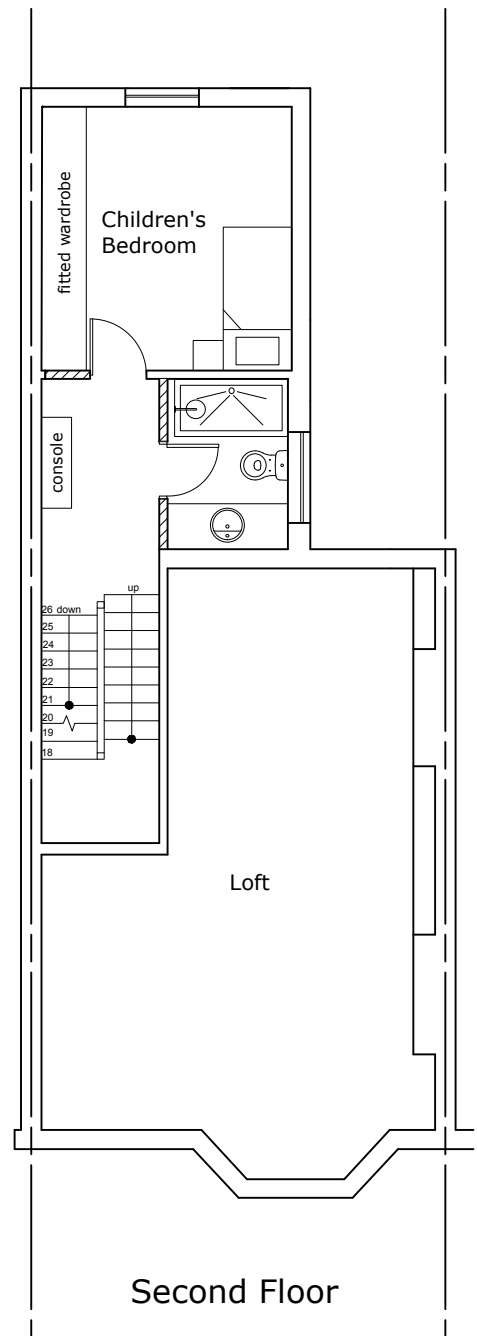 fitted wardrobe
Children's
Bedroom
console
up
26 down
25
24
23
22
21
20
19
18
Loft
Second Floor